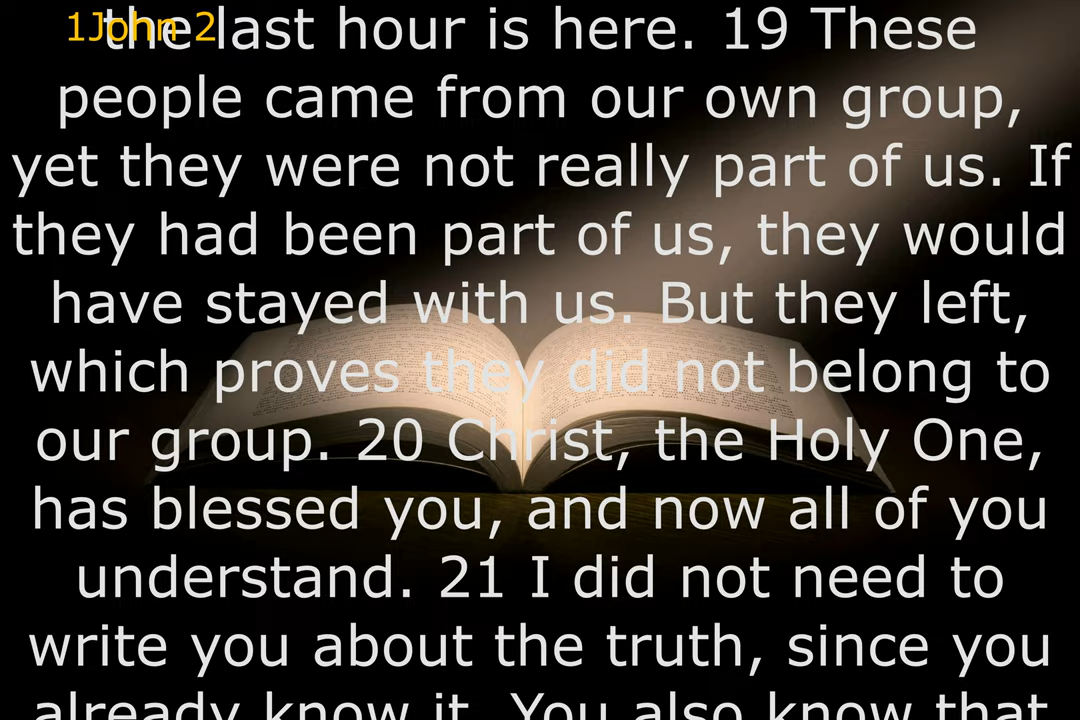 1John 2
the last hour is here. 19 These
people came from our own group,
yet they were not really part of us. If
they had been part of us, they would
have stayed with us. But they left,
which proves they did not belong to
our group. 20 Christ, the Holy One,
has blessed you, and now all of you
understand. 21 I did not need to
write you about the truth, since you
already know it. You also know that